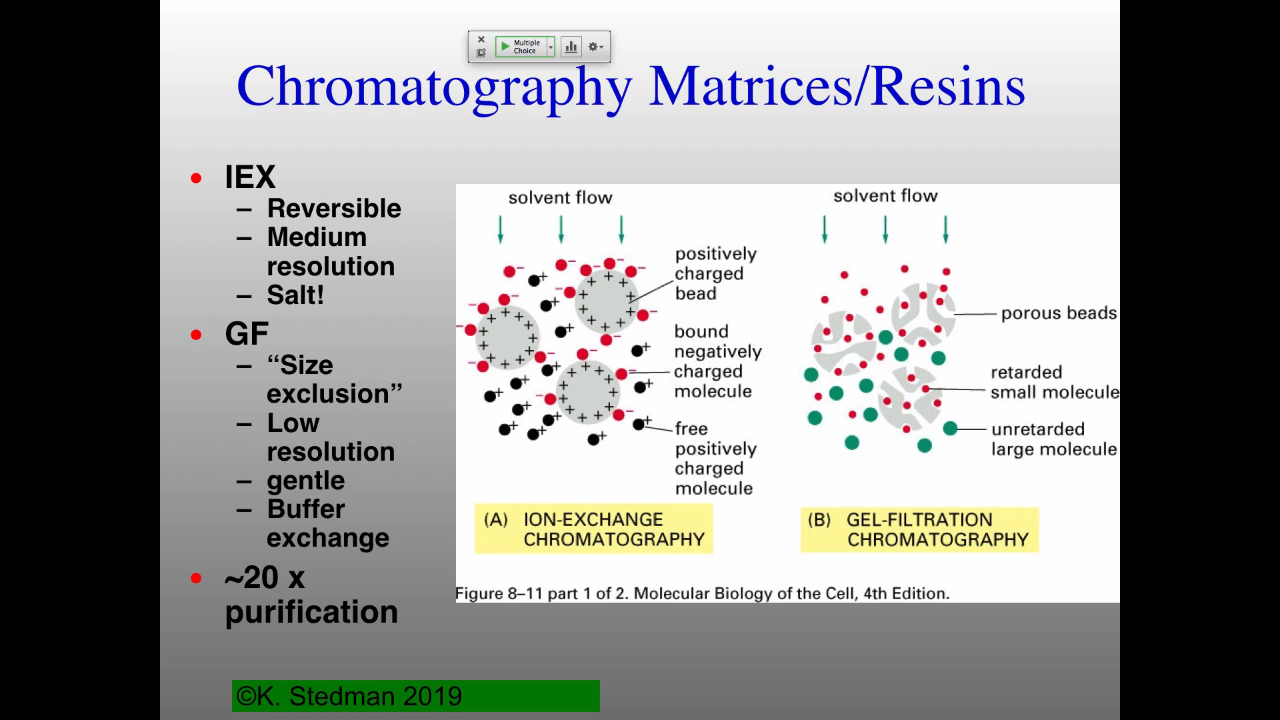 Multiple
Choice
Chromatography Matrices/Resins
• IEX
– Reversible
– Medium
resolution
– Salt!
• GF
– “Size
exclusion”
– Low
resolution
– gentle
– Buffer
exchange
• ~20 x
purification
solvent flow
positively
charged
bead
bound
negatively
charged
molecule
free
positively
charged
molecule
(A) ION-EXCHANGE
CHROMATOGRAPHY
solvent flow
porous beads
retarded
small molecule
unretarded
large molecule
(B) GEL-FILTRATION
CHROMATOGRAPHY
Figure 8–11 part 1 of 2. Molecular Biology of the Cell, 4th Edition.
©K. Stedman 2019